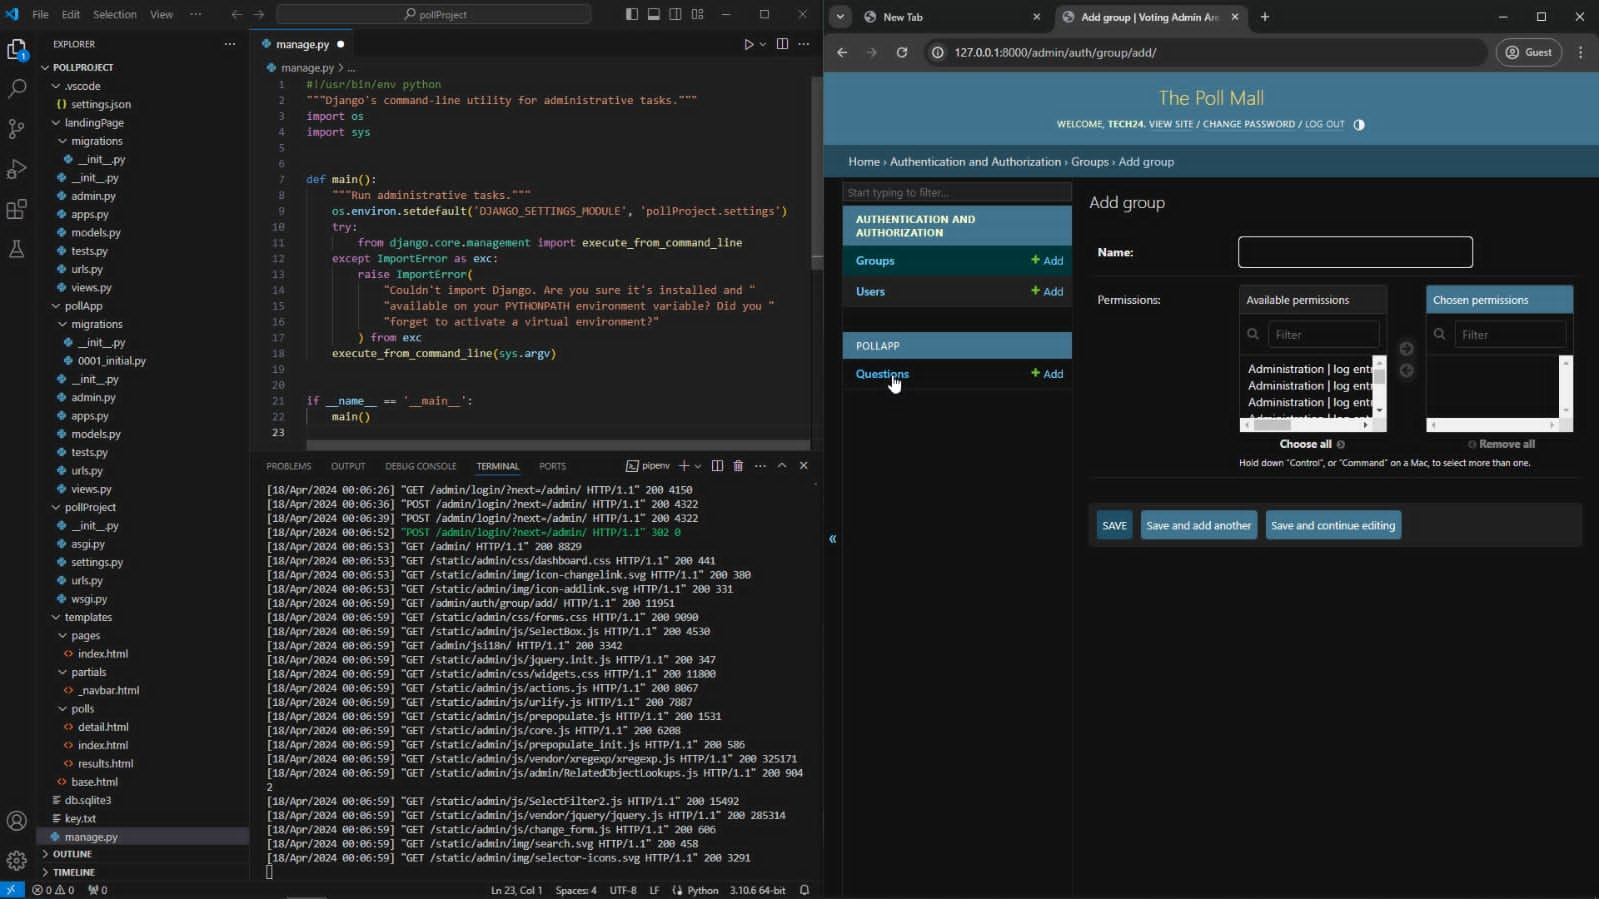 File Edit Selection View ··· pollProject
EXPLORER
POLLPROJECT
.vscode
settings.json
landingPage
migrations
__init__.py
__init__.py
admin.py
apps.py
models.py
tests.py
urls.py
views.py
pollApp
migrations
__init__.py
0001_initial.py
__init__.py
admin.py
apps.py
models.py
tests.py
urls.py
views.py
pollProject
__init__.py
asgi.py
settings.py
urls.py
wsgi.py
templates
pages
index.html
partials
_navbar.html
polls
detail.html
index.html
results.html
base.html
db.sqlite3
key.txt
manage.py
OUTLINE
TIMELINE
manage.py
manage.py > ...
1 #!/usr/bin/env python
2 """Django's command-line utility for administrative tasks."""
3 import os
4 import sys
5
6
7 def main():
8 """Run administrative tasks."""
9 os.environ.setdefault('DJANGO_SETTINGS_MODULE', 'pollProject.settings')
10 try:
11 from django.core.management import execute_from_command_line
12 except ImportError as exc:
13 raise ImportError(
14 "Couldn't import Django. Are you sure it's installed and "
15 "available on your PYTHONPATH environment variable? Did you "
16 "forget to activate a virtual environment?"
17 ) from exc
18 execute_from_command_line(sys.argv)
19
20
21 if __name__ == '__main__':
22 main()
23
PROBLEMS OUTPUT DEBUG CONSOLE TERMINAL PORTS pipenv
[18/Apr/2024 00:06:26] "GET /admin/login/?next=/admin/ HTTP/1.1" 200 4150
[18/Apr/2024 00:06:36] "POST /admin/login/?next=/admin/ HTTP/1.1" 200 4322
[18/Apr/2024 00:06:39] "POST /admin/login/?next=/admin/ HTTP/1.1" 200 4322
[18/Apr/2024 00:06:52] "POST /admin/login/?next=/admin/ HTTP/1.1" 302 0
[18/Apr/2024 00:06:53] "GET /admin/ HTTP/1.1" 200 8829
[18/Apr/2024 00:06:53] "GET /static/admin/css/dashboard.css HTTP/1.1" 200 441
[18/Apr/2024 00:06:53] "GET /static/admin/img/icon-changelink.svg HTTP/1.1" 200 380
[18/Apr/2024 00:06:53] "GET /static/admin/img/icon-addlink.svg HTTP/1.1" 200 331
[18/Apr/2024 00:06:59] "GET /admin/auth/group/add/ HTTP/1.1" 200 11951
[18/Apr/2024 00:06:59] "GET /static/admin/css/forms.css HTTP/1.1" 200 9090
[18/Apr/2024 00:06:59] "GET /static/admin/js/SelectBox.js HTTP/1.1" 200 4530
[18/Apr/2024 00:06:59] "GET /admin/jsi18n/ HTTP/1.1" 200 3342
[18/Apr/2024 00:06:59] "GET /static/admin/js/jquery.init.js HTTP/1.1" 200 347
[18/Apr/2024 00:06:59] "GET /static/admin/css/widgets.css HTTP/1.1" 200 11800
[18/Apr/2024 00:06:59] "GET /static/admin/js/actions.js HTTP/1.1" 200 8067
[18/Apr/2024 00:06:59] "GET /static/admin/js/urlify.js HTTP/1.1" 200 7887
[18/Apr/2024 00:06:59] "GET /static/admin/js/prepopulate.js HTTP/1.1" 200 1531
[18/Apr/2024 00:06:59] "GET /static/admin/js/core.js HTTP/1.1" 200 6208
[18/Apr/2024 00:06:59] "GET /static/admin/js/prepopulate_init.js HTTP/1.1" 200 586
[18/Apr/2024 00:06:59] "GET /static/admin/js/vendor/xregexp/xregexp.js HTTP/1.1" 200 325171
[18/Apr/2024 00:06:59] "GET /static/admin/js/admin/RelatedObjectLookups.js HTTP/1.1" 200 904
2
[18/Apr/2024 00:06:59] "GET /static/admin/js/SelectFilter2.js HTTP/1.1" 200 15492
[18/Apr/2024 00:06:59] "GET /static/admin/js/vendor/jquery/jquery.js HTTP/1.1" 200 285314
[18/Apr/2024 00:06:59] "GET /static/admin/js/change_form.js HTTP/1.1" 200 606
[18/Apr/2024 00:06:59] "GET /static/admin/img/search.svg HTTP/1.1" 200 458
[18/Apr/2024 00:06:59] "GET /static/admin/img/selector-icons.svg HTTP/1.1" 200 3291
0 0 0 Ln 23, Col 1 Spaces: 4 UTF-8 LF Python 3.10.6 64-bit
New Tab Add group | Voting Admin Are
127.0.0.1:8000/admin/auth/group/add/ Guest
The Poll Mall
WELCOME, TECH24. VIEW SITE / CHANGE PASSWORD / LOG OUT
Home › Authentication and Authorization › Groups › Add group
Start typing to filter...
AUTHENTICATION AND
AUTHORIZATION
Groups + Add
Users + Add
POLLAPP
Questions + Add
«
Add group
Name:
Permissions: Available permissions Chosen permissions
Filter Filter
Administration | log entr
Administration | log entr
Administration | log entr
Administration | log entr
Choose all Remove all
Hold down "Control", or "Command" on a Mac, to select more than one.
SAVE Save and add another Save and continue editing